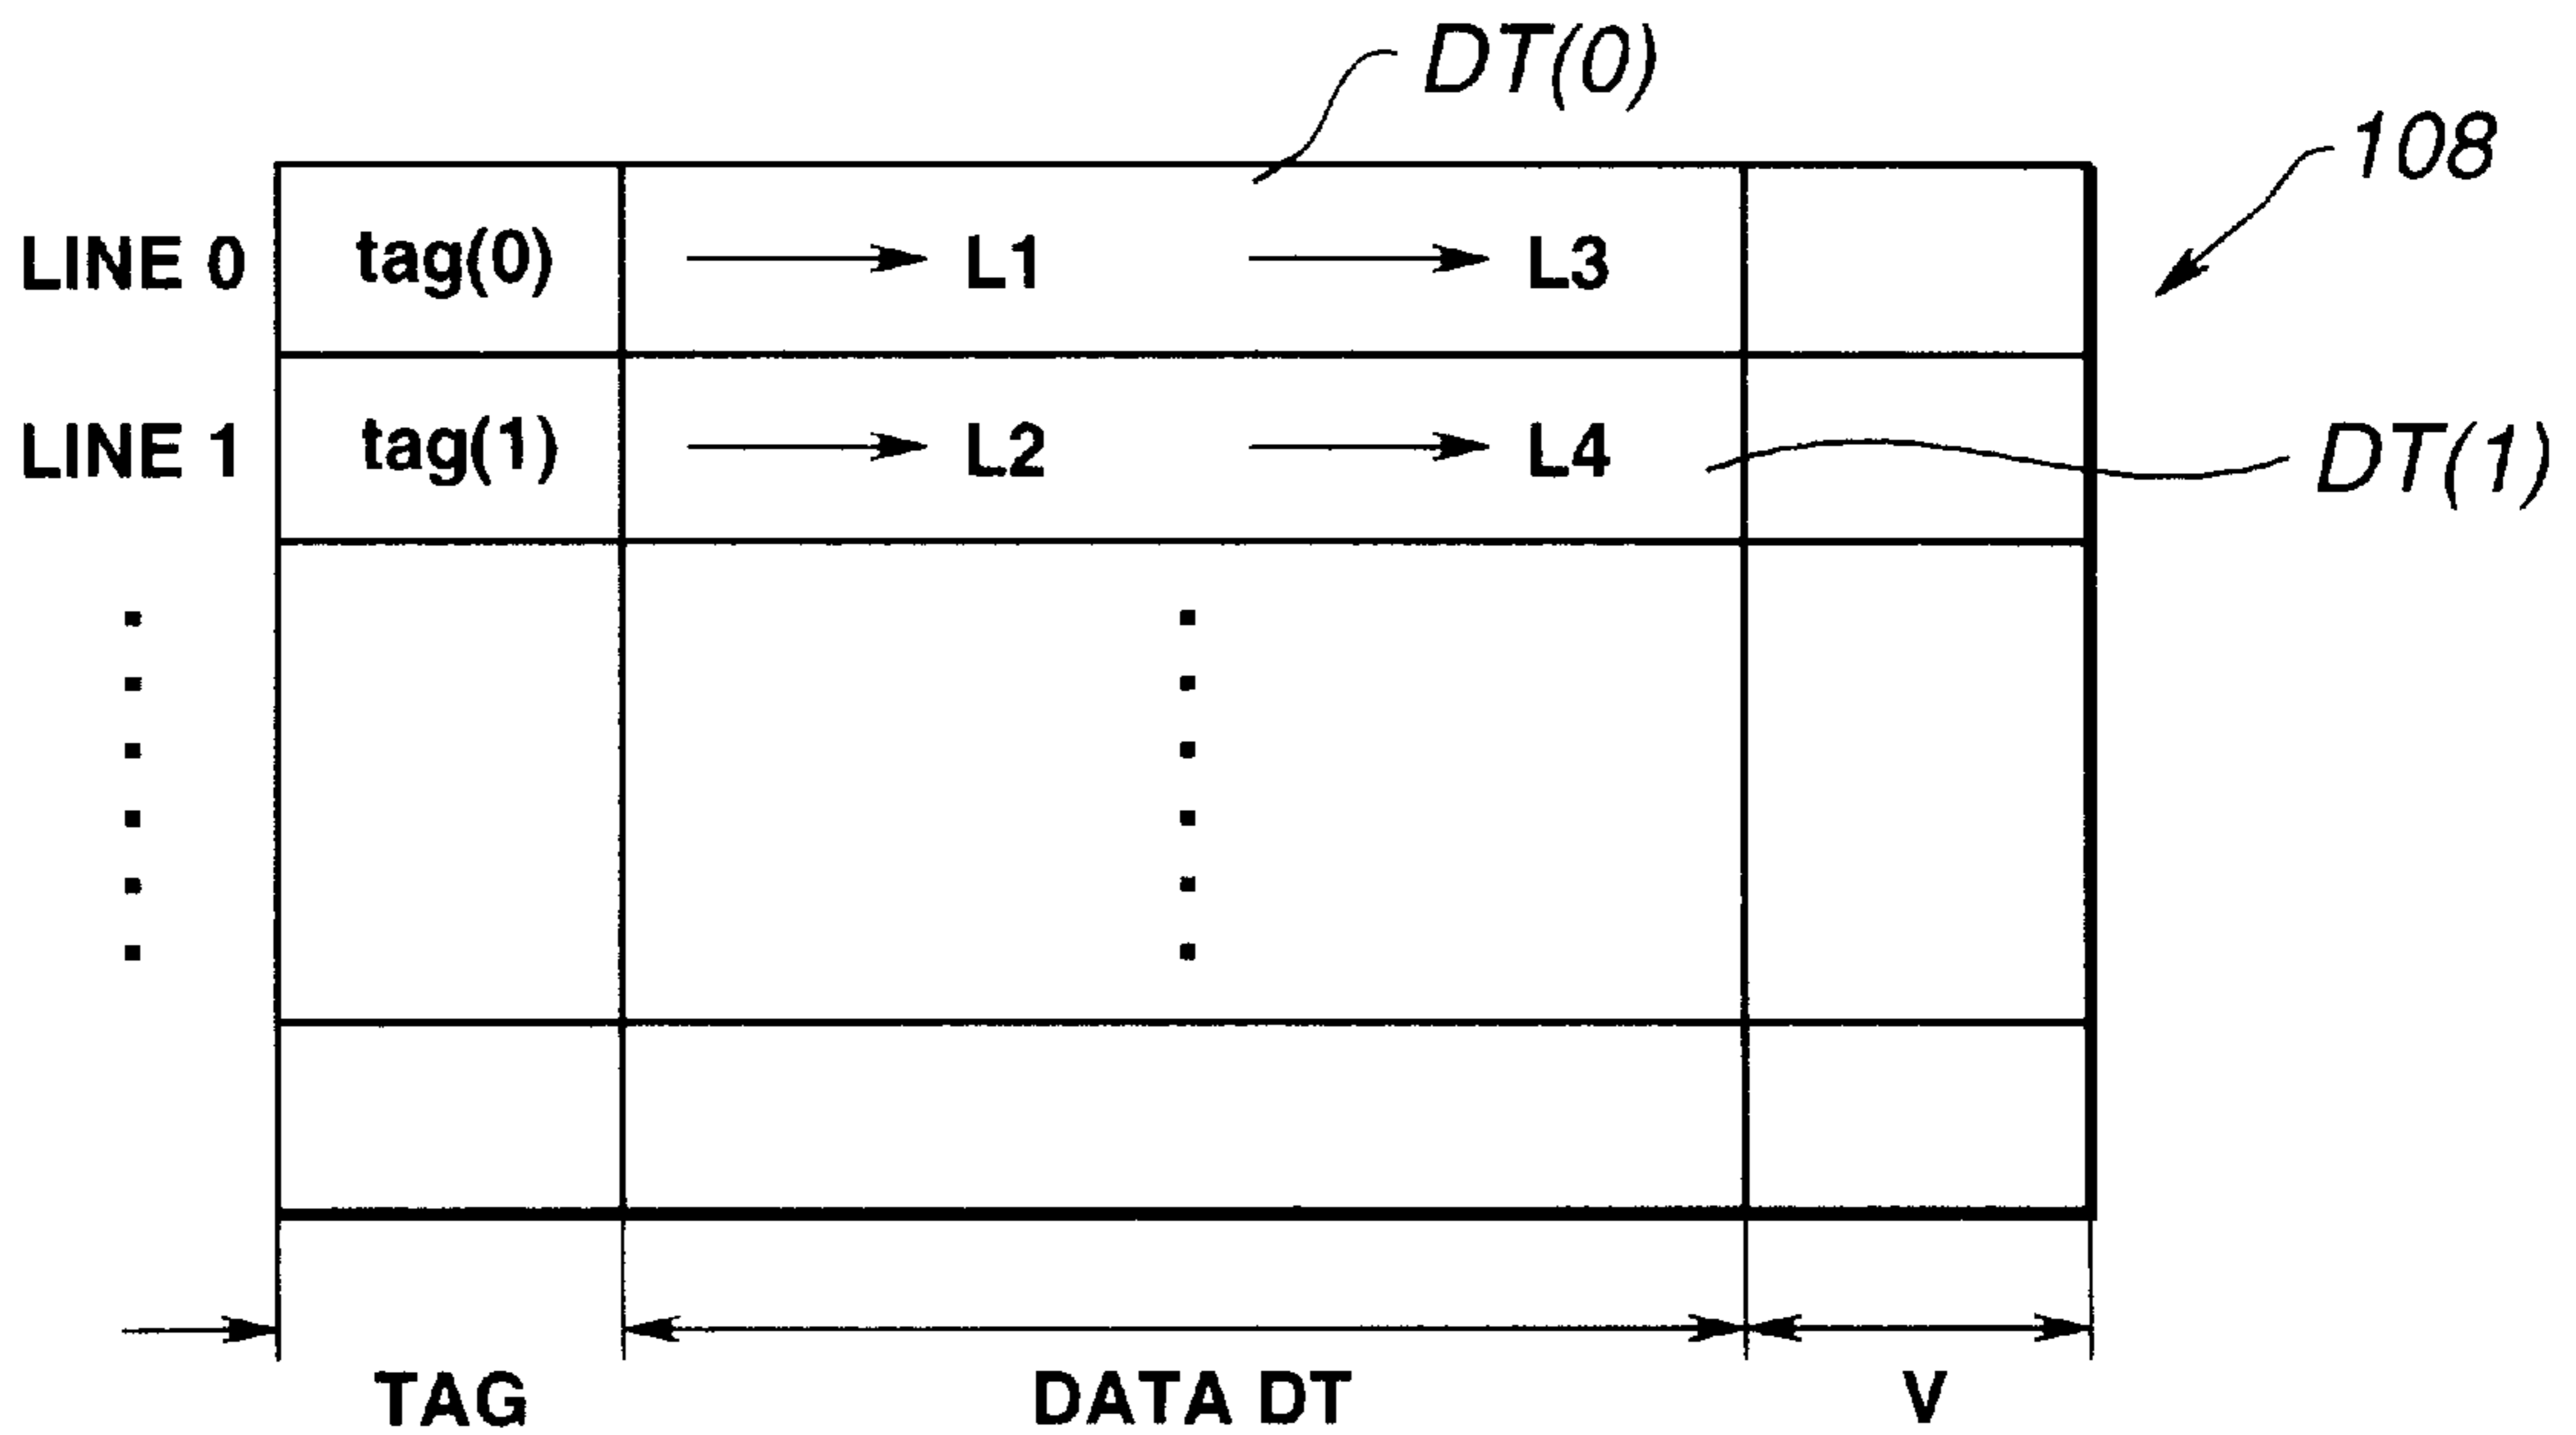 DT(0)
108
LINE 0 tag(0) L1 L3
LINE 1 tag(1) L2 L4
DT(1)
TAG DATA DT V